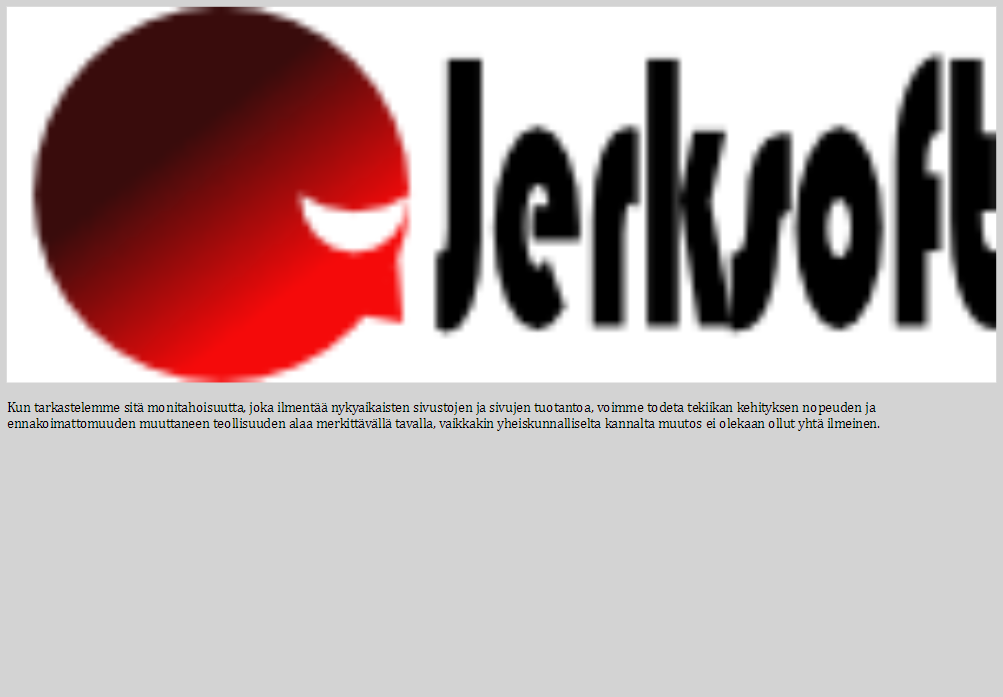 Jerksoft
Kun tarkastelemme sitä monitahoisuutta, joka ilmentää nykyaikaisten sivustojen ja sivujen tuotantoa, voimme todeta tekiikan kehityksen nopeuden ja
ennakoimattomuuden muuttaneen teollisuuden alaa merkittävällä tavalla, vaikkakin yheiskunnalliselta kannalta muutos ei olekaan ollut yhtä ilmeinen.